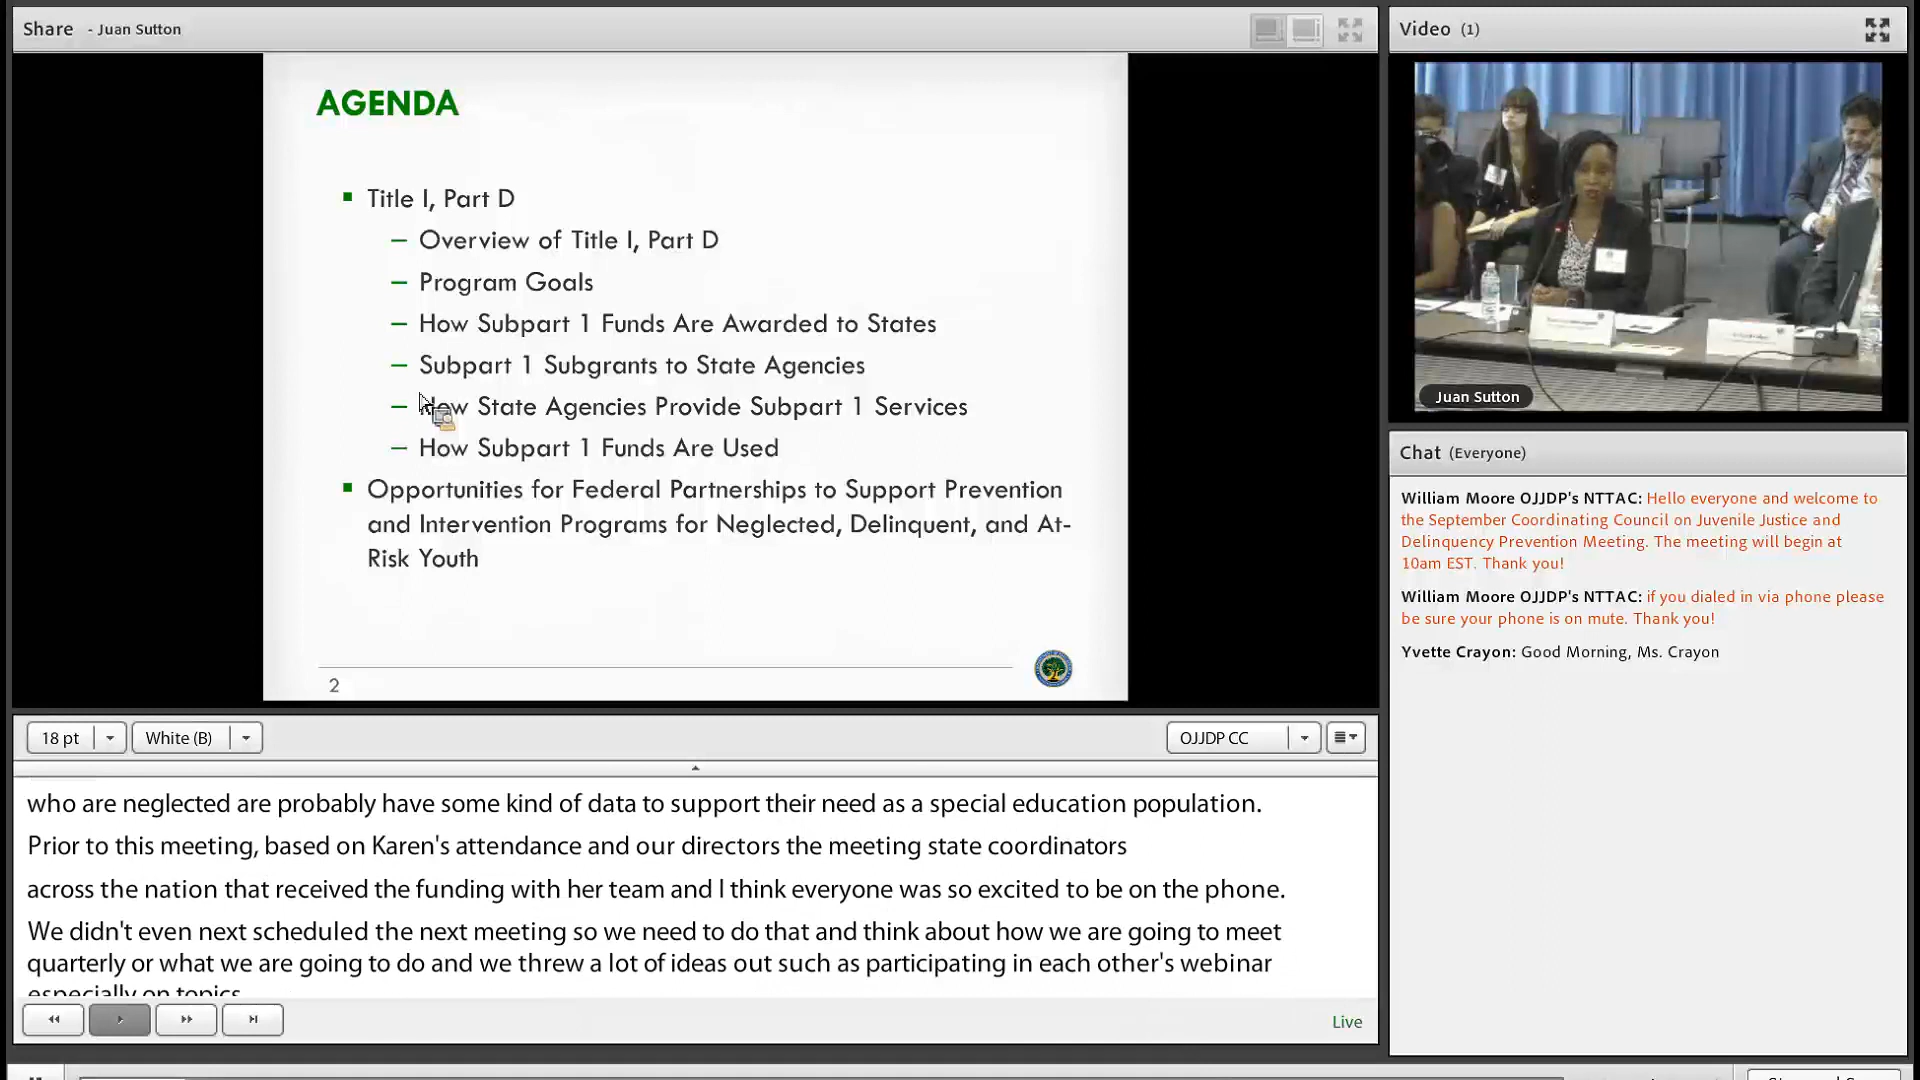 Share - Juan Sutton
AGENDA
Title I, Part D
– Overview of Title I, Part D
– Program Goals
– How Subpart 1 Funds Are Awarded to States
– Subpart 1 Subgrants to State Agencies
– How State Agencies Provide Subpart 1 Services
– How Subpart 1 Funds Are Used
Opportunities for Federal Partnerships to Support Prevention
and Intervention Programs for Neglected, Delinquent, and At-
Risk Youth
2
18 pt
White (B)
OJJDP CC
who are neglected are probably have some kind of data to support their need as a special education population.
Prior to this meeting, based on Karen's attendance and our directors the meeting state coordinators
across the nation that received the funding with her team and I think everyone was so excited to be on the phone.
We didn't even next scheduled the next meeting so we need to do that and think about how we are going to meet
quarterly or what we are going to do and we threw a lot of ideas out such as participating in each other's webinar
especially on topics
Live
Video (1)
Juan Sutton
Chat (Everyone)
William Moore OJJDP's NTTAC: Hello everyone and welcome to
the September Coordinating Council on Juvenile Justice and
Delinquency Prevention Meeting. The meeting will begin at
10am EST. Thank you!
William Moore OJJDP's NTTAC: if you dialed in via phone please
be sure your phone is on mute. Thank you!
Yvette Crayon: Good Morning, Ms. Crayon